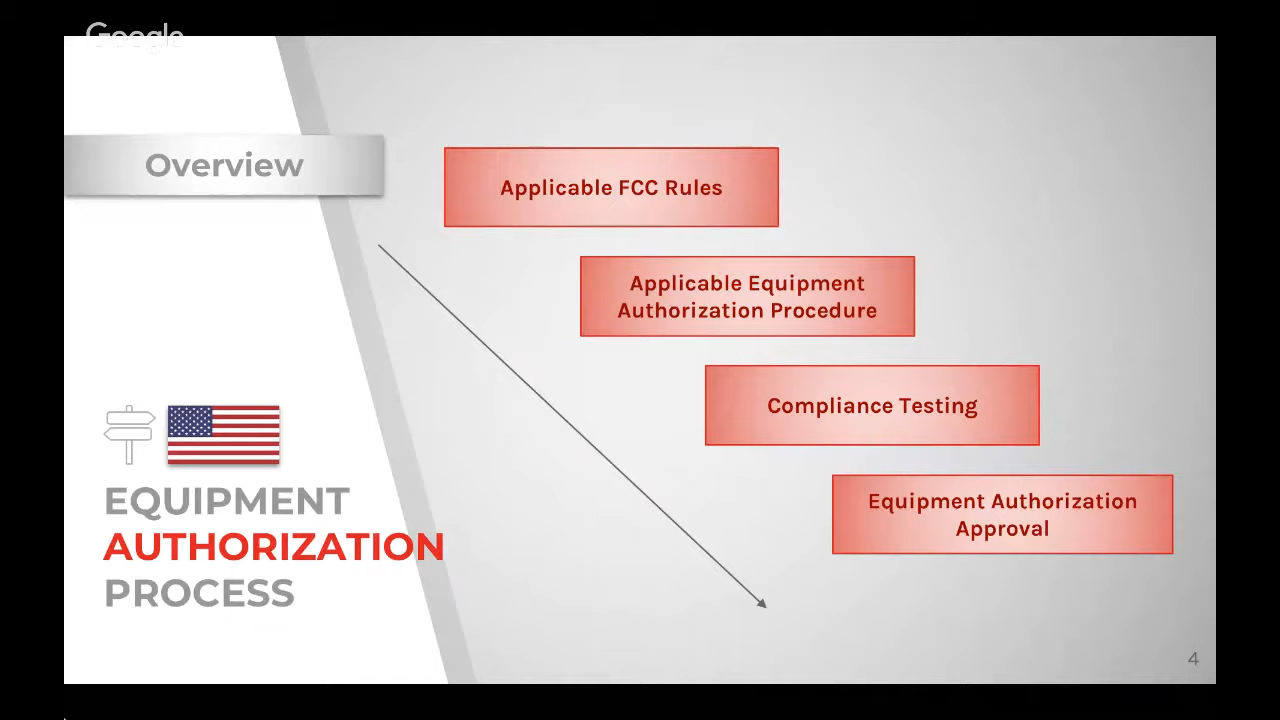 Google
Overview
Applicable FCC Rules
Applicable Equipment
Authorization Procedure
Compliance Testing
Equipment Authorization
Approval
EQUIPMENT
AUTHORIZATION
PROCESS
4